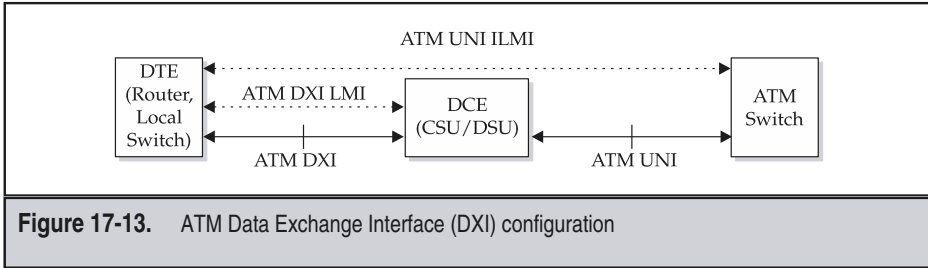 ATM UNI ILMI
DTE
(Router,
Local
Switch)
ATM DXI LMI
DCE
(CSU/DSU)
ATM
Switch
ATM DXI
ATM UNI
Figure 17-13. ATM Data Exchange Interface (DXI) configuration